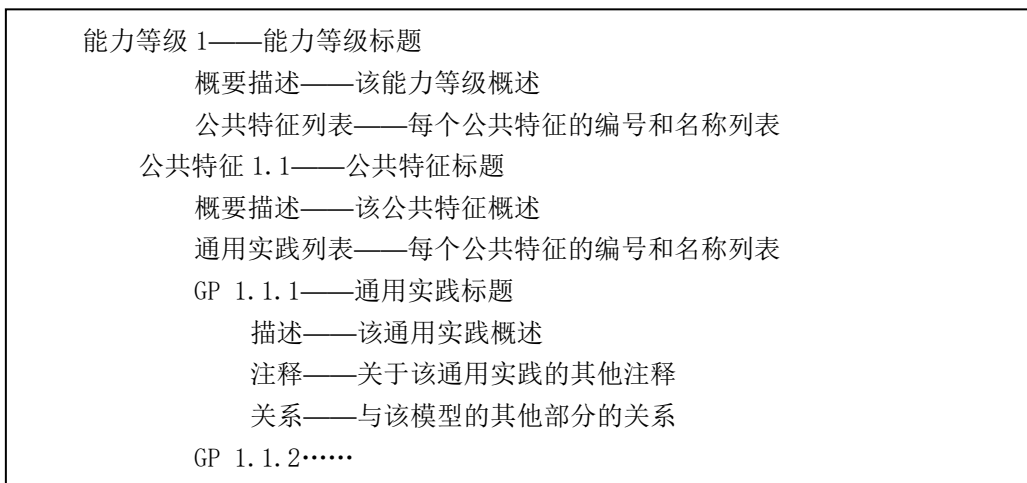 能力等级 1——能力等级标题
概要描述——该能力等级概述
公共特征列表——每个公共特征的编号和名称列表
公共特征 1.1——公共特征标题
概要描述——该公共特征概述
通用实践列表——每个公共特征的编号和名称列表
GP 1.1.1——通用实践标题
描述——该通用实践概述
注释——关于该通用实践的其他注释
关系——与该模型的其他部分的关系
GP 1.1.2……